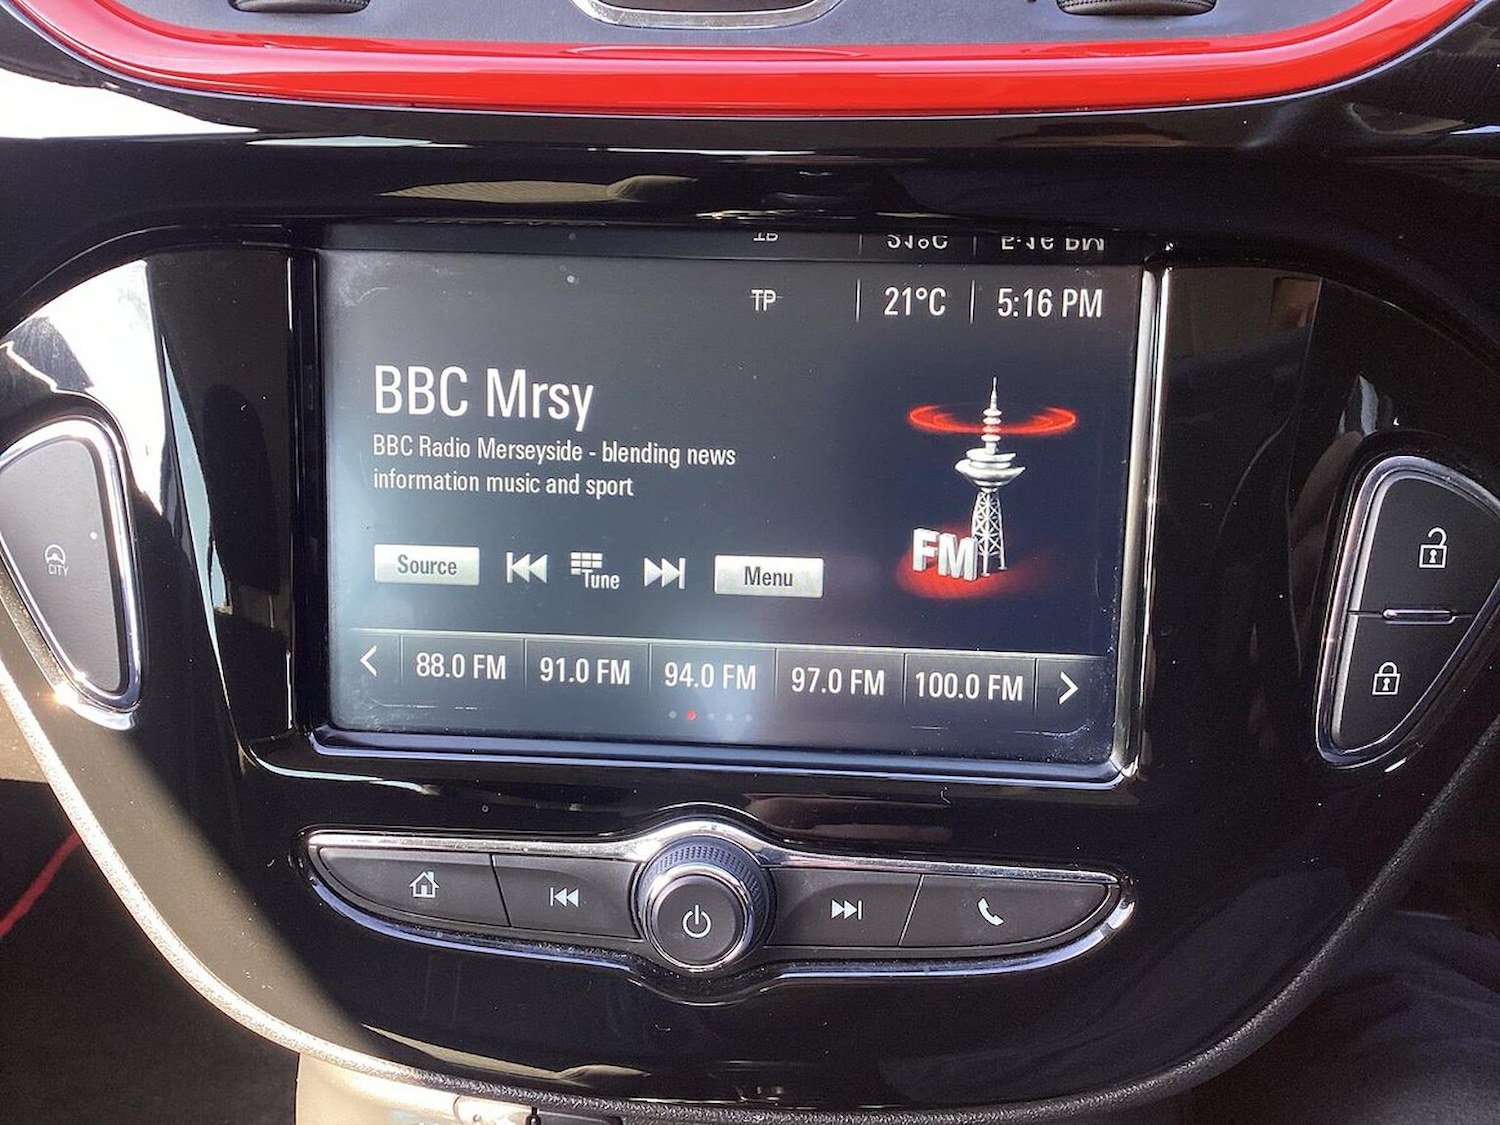 TP 21°C 5:16 PM
BBC Mrsy
BBC Radio Merseyside - blending news
information music and sport
Source Tune Menu
FM
88.0 FM 91.0 FM 94.0 FM 97.0 FM 100.0 FM
CITY